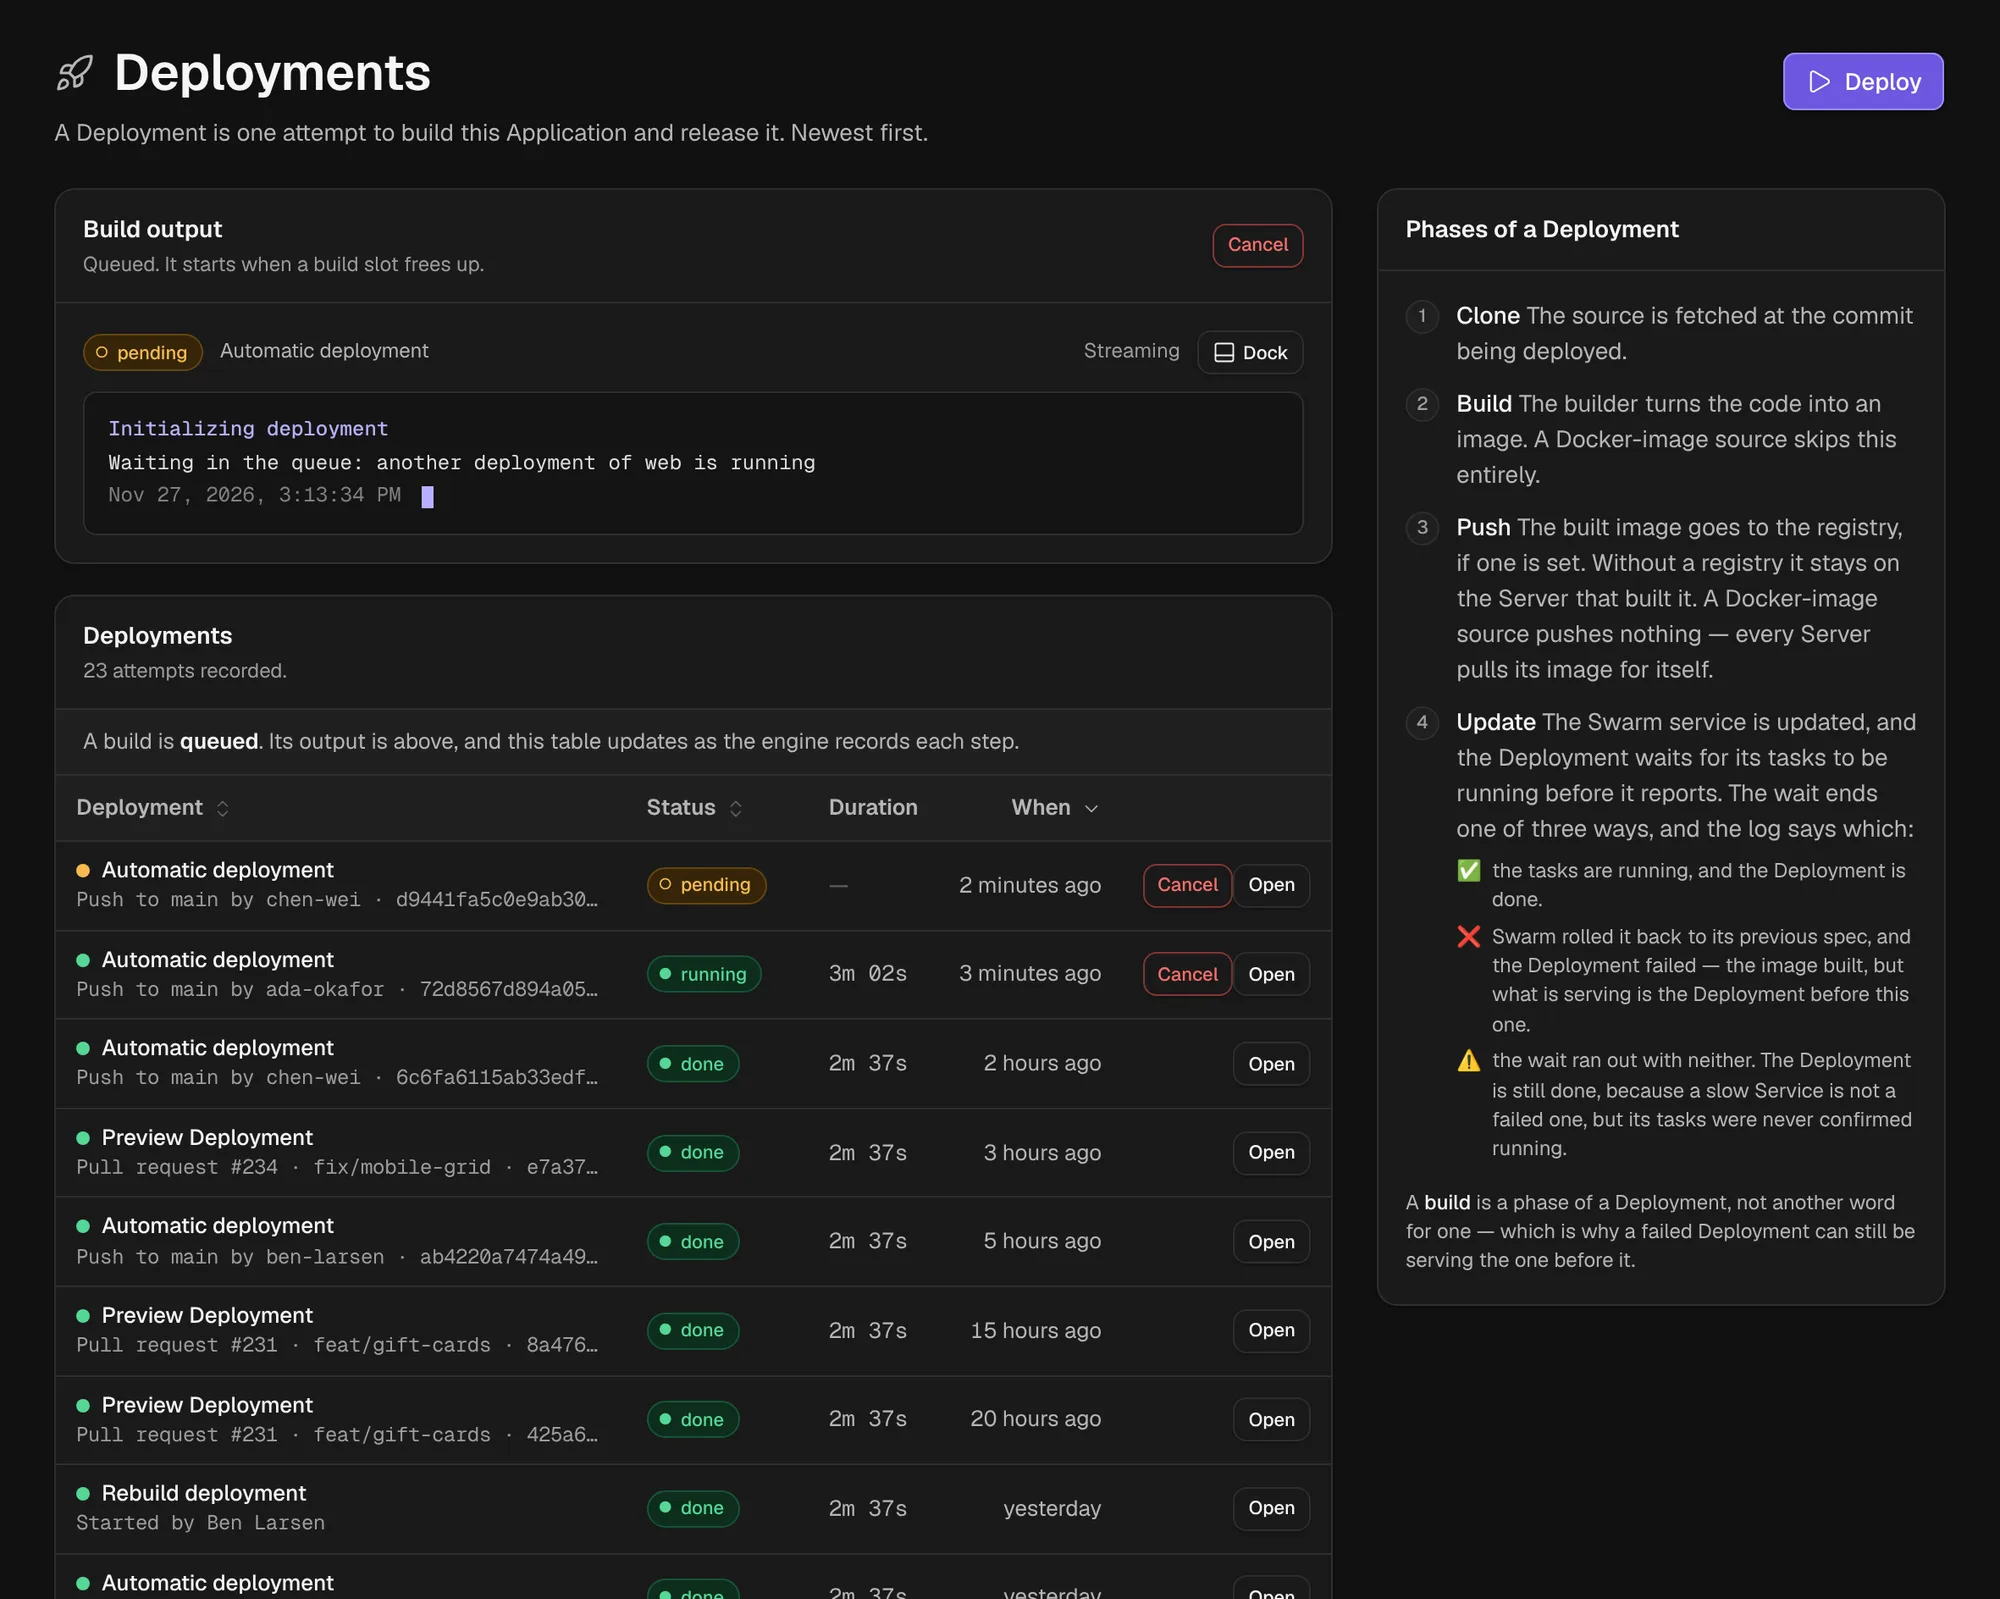 Deployments
Deploy
A Deployment is one attempt to build this Application and release it. Newest first.
Build output
Queued. It starts when a build slot frees up.
Cancel
pending
Automatic deployment
Streaming
Dock
Initializing deployment
Waiting in the queue: another deployment of web is running
Nov 27, 2026, 3:13:34 PM
Deployments
23 attempts recorded.
A build is queued. Its output is above, and this table updates as the engine records each step.
Deployment Status Duration When
Automatic deployment
Push to main by chen-wei · d9441fa5c0e9ab30…
pending — 2 minutes ago Cancel Open
Automatic deployment
Push to main by ada-okafor · 72d8567d894a05…
running 3m 02s 3 minutes ago Cancel Open
Automatic deployment
Push to main by chen-wei · 6c6fa6115ab33edf…
done 2m 37s 2 hours ago Open
Preview Deployment
Pull request #234 · fix/mobile-grid · e7a37…
done 2m 37s 3 hours ago Open
Automatic deployment
Push to main by ben-larsen · ab4220a7474a49…
done 2m 37s 5 hours ago Open
Preview Deployment
Pull request #231 · feat/gift-cards · 8a476…
done 2m 37s 15 hours ago Open
Preview Deployment
Pull request #231 · feat/gift-cards · 425a6…
done 2m 37s 20 hours ago Open
Rebuild deployment
Started by Ben Larsen
done 2m 37s yesterday Open
Automatic deployment
done 2m 37s yesterday Open
Phases of a Deployment
1 Clone The source is fetched at the commit
being deployed.
2 Build The builder turns the code into an
image. A Docker-image source skips this
entirely.
3 Push The built image goes to the registry,
if one is set. Without a registry it stays on
the Server that built it. A Docker-image
source pushes nothing — every Server
pulls its image for itself.
4 Update The Swarm service is updated, and
the Deployment waits for its tasks to be
running before it reports. The wait ends
one of three ways, and the log says which:
✅ the tasks are running, and the Deployment is
done.
❌ Swarm rolled it back to its previous spec, and
the Deployment failed — the image built, but
what is serving is the Deployment before this
one.
⚠️ the wait ran out with neither. The Deployment
is still done, because a slow Service is not a
failed one, but its tasks were never confirmed
running.
A build is a phase of a Deployment, not another word
for one — which is why a failed Deployment can still be
serving the one before it.